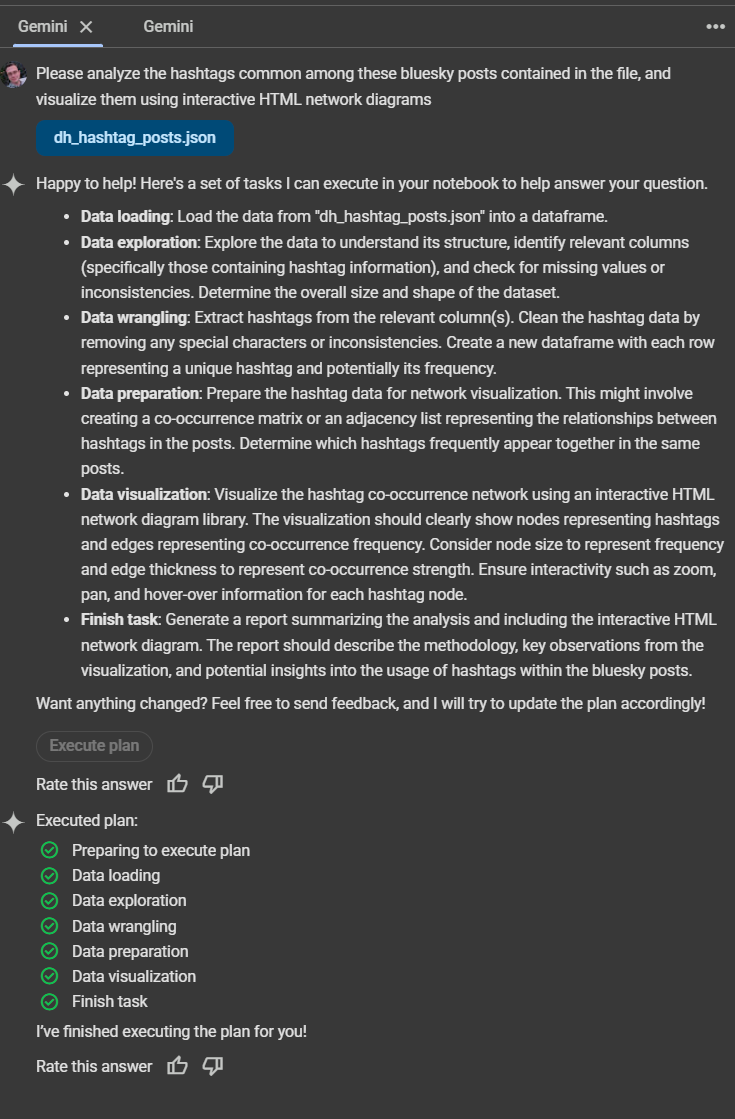 Gemini
Gemini
Please analyze the hashtags common among these bluesky posts contained in the file, and
visualize them using interactive HTML network diagrams
dh_hashtag_posts.json
Happy to help! Here's a set of tasks I can execute in your notebook to help answer your question.
• Data loading: Load the data from "dh_hashtag_posts.json" into a dataframe.
• Data exploration: Explore the data to understand its structure, identify relevant columns
(specifically those containing hashtag information), and check for missing values or
inconsistencies. Determine the overall size and shape of the dataset.
• Data wrangling: Extract hashtags from the relevant column(s). Clean the hashtag data by
removing any special characters or inconsistencies. Create a new dataframe with each row
representing a unique hashtag and potentially its frequency.
• Data preparation: Prepare the hashtag data for network visualization. This might involve
creating a co-occurrence matrix or an adjacency list representing the relationships between
hashtags in the posts. Determine which hashtags frequently appear together in the same
posts.
• Data visualization: Visualize the hashtag co-occurrence network using an interactive HTML
network diagram library. The visualization should clearly show nodes representing hashtags
and edges representing co-occurrence frequency. Consider node size to represent frequency
and edge thickness to represent co-occurrence strength. Ensure interactivity such as zoom,
pan, and hover-over information for each hashtag node.
• Finish task: Generate a report summarizing the analysis and including the interactive HTML
network diagram. The report should describe the methodology, key observations from the
visualization, and potential insights into the usage of hashtags within the bluesky posts.
Want anything changed? Feel free to send feedback, and I will try to update the plan accordingly!
Execute plan
Rate this answer
Executed plan:
Preparing to execute plan
Data loading
Data exploration
Data wrangling
Data preparation
Data visualization
Finish task
I've finished executing the plan for you!
Rate this answer